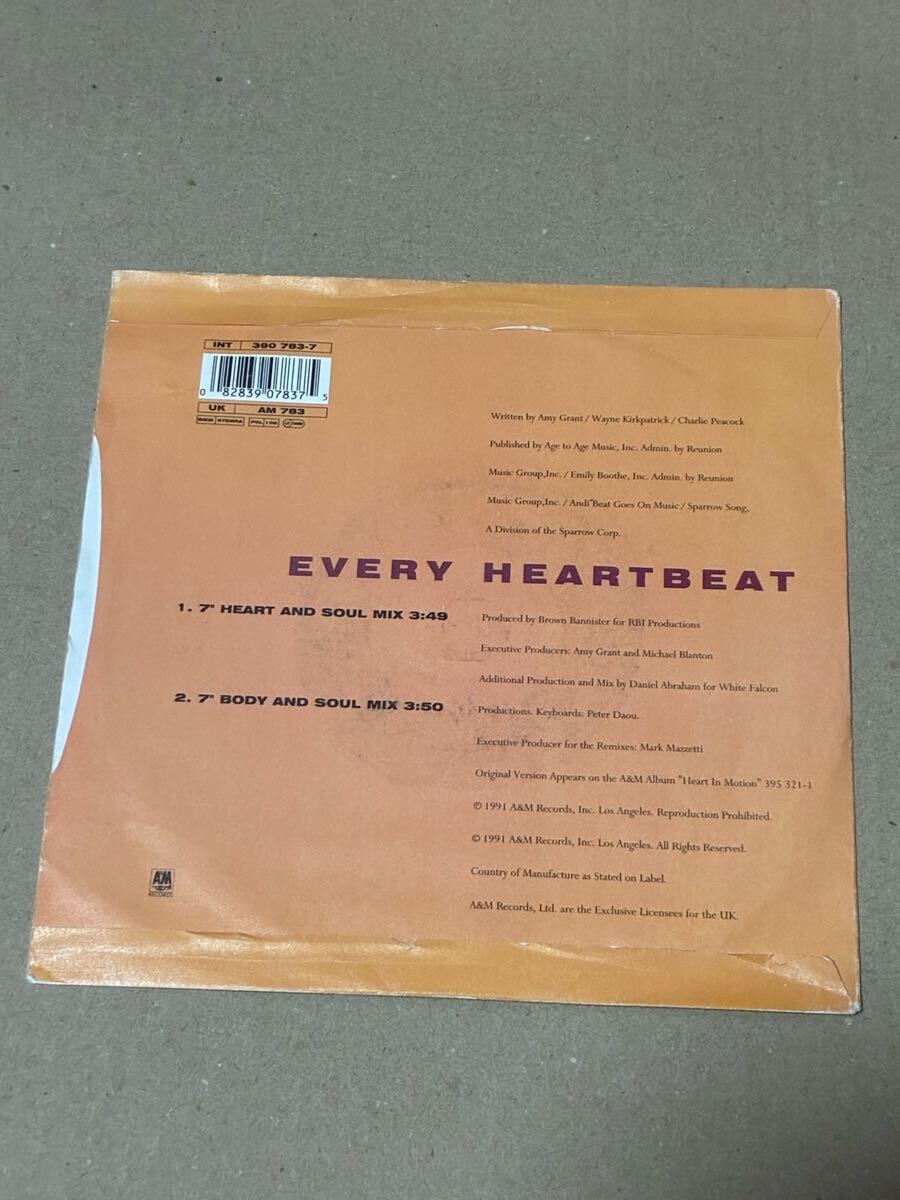 INT 390 783-7
0 82839 07837 5
UK AM 783
BIEM STEMRA
Written by Amy Grant / Wayne Kirkpatrick / Charlie Peacock
Published by Age to Age Music, Inc. Admin. by Reunion
Music Group,Inc. / Emily Boothe, Inc. Admin. by Reunion
Music Group,Inc. / Andi Beat Goes On Music / Sparrow Song,
A Division of the Sparrow Corp.
EVERY HEARTBEAT
1. 7" HEART AND SOUL MIX 3:49
2. 7" BODY AND SOUL MIX 3:50
Produced by Brown Bannister for RBI Productions
Executive Producers: Amy Grant and Michael Blanton
Additional Production and Mix by Daniel Abraham for White Falcon
Productions. Keyboards: Peter Daou.
Executive Producer for the Remixes: Mark Mazzetti
Original Version Appears on the A&M Album "Heart In Motion" 395 321-1
℗ 1991 A&M Records, Inc. Los Angeles. Reproduction Prohibited.
© 1991 A&M Records, Inc. Los Angeles. All Rights Reserved.
Country of Manufacture as Stated on Label.
A&M Records, Ltd. are the Exclusive Licensees for the UK.
A&M
RECORDS